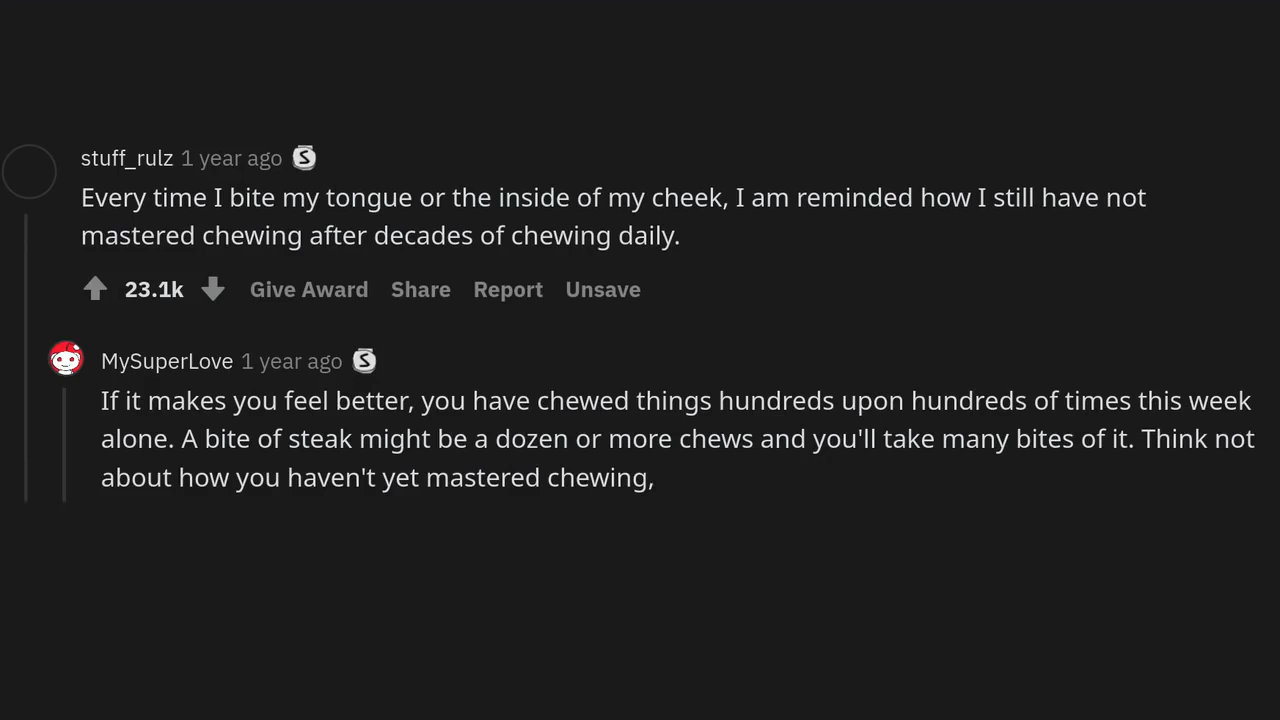 stuff_rulz 1 year ago S
Every time I bite my tongue or the inside of my cheek, I am reminded how I still have not
mastered chewing after decades of chewing daily.
23.1k Give Award Share Report Unsave
MySuperLove 1 year ago S
If it makes you feel better, you have chewed things hundreds upon hundreds of times this week
alone. A bite of steak might be a dozen or more chews and you'll take many bites of it. Think not
about how you haven't yet mastered chewing,